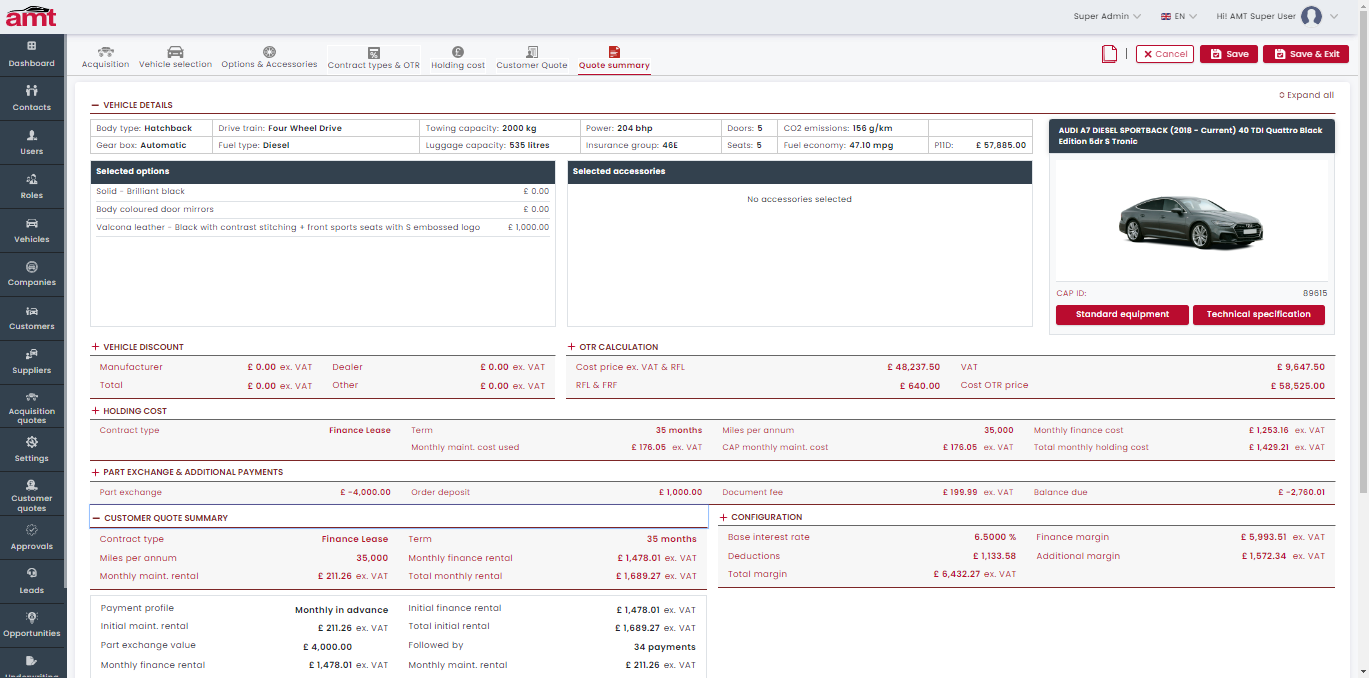 amt
Super Admin
EN
Hi! AMT Super User
Dashboard
Contacts
Users
Roles
Vehicles
Companies
Customers
Suppliers
Acquisition quotes
Settings
Customer quotes
Approvals
Leads
Opportunities
Underwriting
Acquisition
Vehicle selection
Options & Accessories
Contract types & OTR
Holding cost
Customer Quote
Quote summary
Cancel
Save
Save & Exit
Expand all
VEHICLE DETAILS
Body type: Hatchback Drive train: Four Wheel Drive Towing capacity: 2000 kg Power: 204 bhp Doors: 5 CO2 emissions: 156 g/km
Gear box: Automatic Fuel type: Diesel Luggage capacity: 535 litres Insurance group: 46E Seats: 5 Fuel economy: 47.10 mpg P11D: £ 57,885.00
Selected options
Solid - Brilliant black £ 0.00
Body coloured door mirrors £ 0.00
Valcona leather - Black with contrast stitching + front sports seats with S embossed logo £ 1,000.00
Selected accessories
No accessories selected
AUDI A7 DIESEL SPORTBACK (2018 - Current) 40 TDI Quattro Black
Edition 5dr S Tronic
CAP ID: 89615
Standard equipment
Technical specification
VEHICLE DISCOUNT
Manufacturer £ 0.00 ex. VAT Dealer £ 0.00 ex. VAT
Total £ 0.00 ex. VAT Other £ 0.00 ex. VAT
OTR CALCULATION
Cost price ex. VAT & RFL £ 48,237.50 VAT £ 9,647.50
RFL & FRF £ 640.00 Cost OTR price £ 58,525.00
HOLDING COST
Contract type Finance Lease Term 35 months Miles per annum 35,000 Monthly finance cost £ 1,253.16 ex. VAT
Monthly maint. cost used £ 176.05 ex. VAT CAP monthly maint. cost £ 176.05 ex. VAT Total monthly holding cost £ 1,429.21 ex. VAT
PART EXCHANGE & ADDITIONAL PAYMENTS
Part exchange £ -4,000.00 Order deposit £ 1,000.00 Document fee £ 199.99 ex. VAT Balance due £ -2,760.01
CUSTOMER QUOTE SUMMARY
Contract type Finance Lease Term 35 months
Miles per annum 35,000 Monthly finance rental £ 1,478.01 ex. VAT
Monthly maint. rental £ 211.26 ex. VAT Total monthly rental £ 1,689.27 ex. VAT
CONFIGURATION
Base interest rate 6.5000 % Finance margin £ 5,993.51 ex. VAT
Deductions £ 1,133.58 Additional margin £ 1,572.34 ex. VAT
Total margin £ 6,432.27 ex. VAT
Payment profile Monthly in advance Initial finance rental £ 1,478.01 ex. VAT
Initial maint. rental £ 211.26 ex. VAT Total initial rental £ 1,689.27 ex. VAT
Part exchange value £ 4,000.00 Followed by 34 payments
Monthly finance rental £ 1,478.01 ex. VAT Monthly maint. rental £ 211.26 ex. VAT